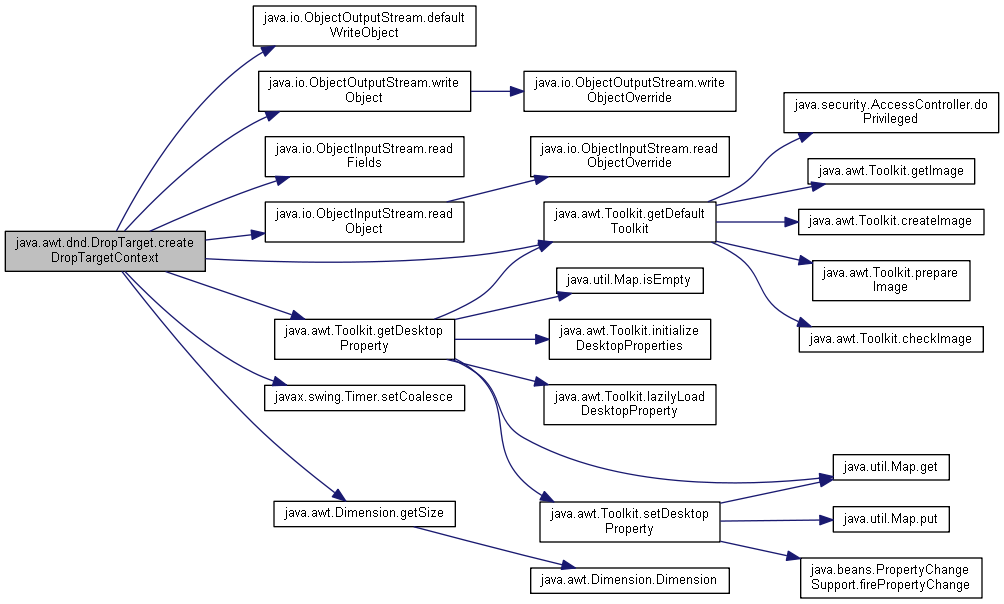 java.awt.dnd.DropTarget.create
DropTargetContext
java.io.ObjectOutputStream.default
WriteObject
java.io.ObjectOutputStream.write
Object
java.io.ObjectInputStream.read
Fields
java.io.ObjectInputStream.read
Object
java.awt.Toolkit.getDesktop
Property
javax.swing.Timer.setCoalesce
java.awt.Dimension.getSize
java.io.ObjectOutputStream.write
ObjectOverride
java.io.ObjectInputStream.read
ObjectOverride
java.awt.Toolkit.getDefault
Toolkit
java.util.Map.isEmpty
java.awt.Toolkit.initialize
DesktopProperties
java.awt.Toolkit.lazilyLoad
DesktopProperty
java.awt.Toolkit.setDesktop
Property
java.awt.Dimension.Dimension
java.security.AccessController.do
Privileged
java.awt.Toolkit.getImage
java.awt.Toolkit.createImage
java.awt.Toolkit.prepare
Image
java.awt.Toolkit.checkImage
java.util.Map.get
java.util.Map.put
java.beans.PropertyChange
Support.firePropertyChange